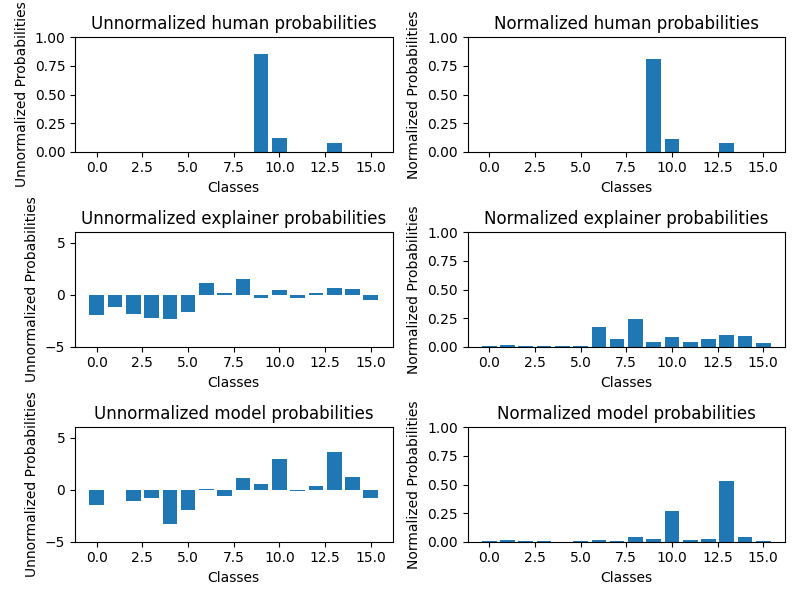 Unnormalized human probabilities
Unnormalized Probabilities
1.00
0.75
0.50
0.25
0.00
0.0 2.5 5.0 7.5 10.0 12.5 15.0
Classes
Normalized human probabilities
Normalized Probabilities
1.00
0.75
0.50
0.25
0.00
0.0 2.5 5.0 7.5 10.0 12.5 15.0
Classes
Unnormalized explainer probabilities
Unnormalized Probabilities
5
0
−5
0.0 2.5 5.0 7.5 10.0 12.5 15.0
Classes
Normalized explainer probabilities
Normalized Probabilities
1.00
0.75
0.50
0.25
0.00
0.0 2.5 5.0 7.5 10.0 12.5 15.0
Classes
Unnormalized model probabilities
Unnormalized Probabilities
5
0
−5
0.0 2.5 5.0 7.5 10.0 12.5 15.0
Classes
Normalized model probabilities
Normalized Probabilities
1.00
0.75
0.50
0.25
0.00
0.0 2.5 5.0 7.5 10.0 12.5 15.0
Classes